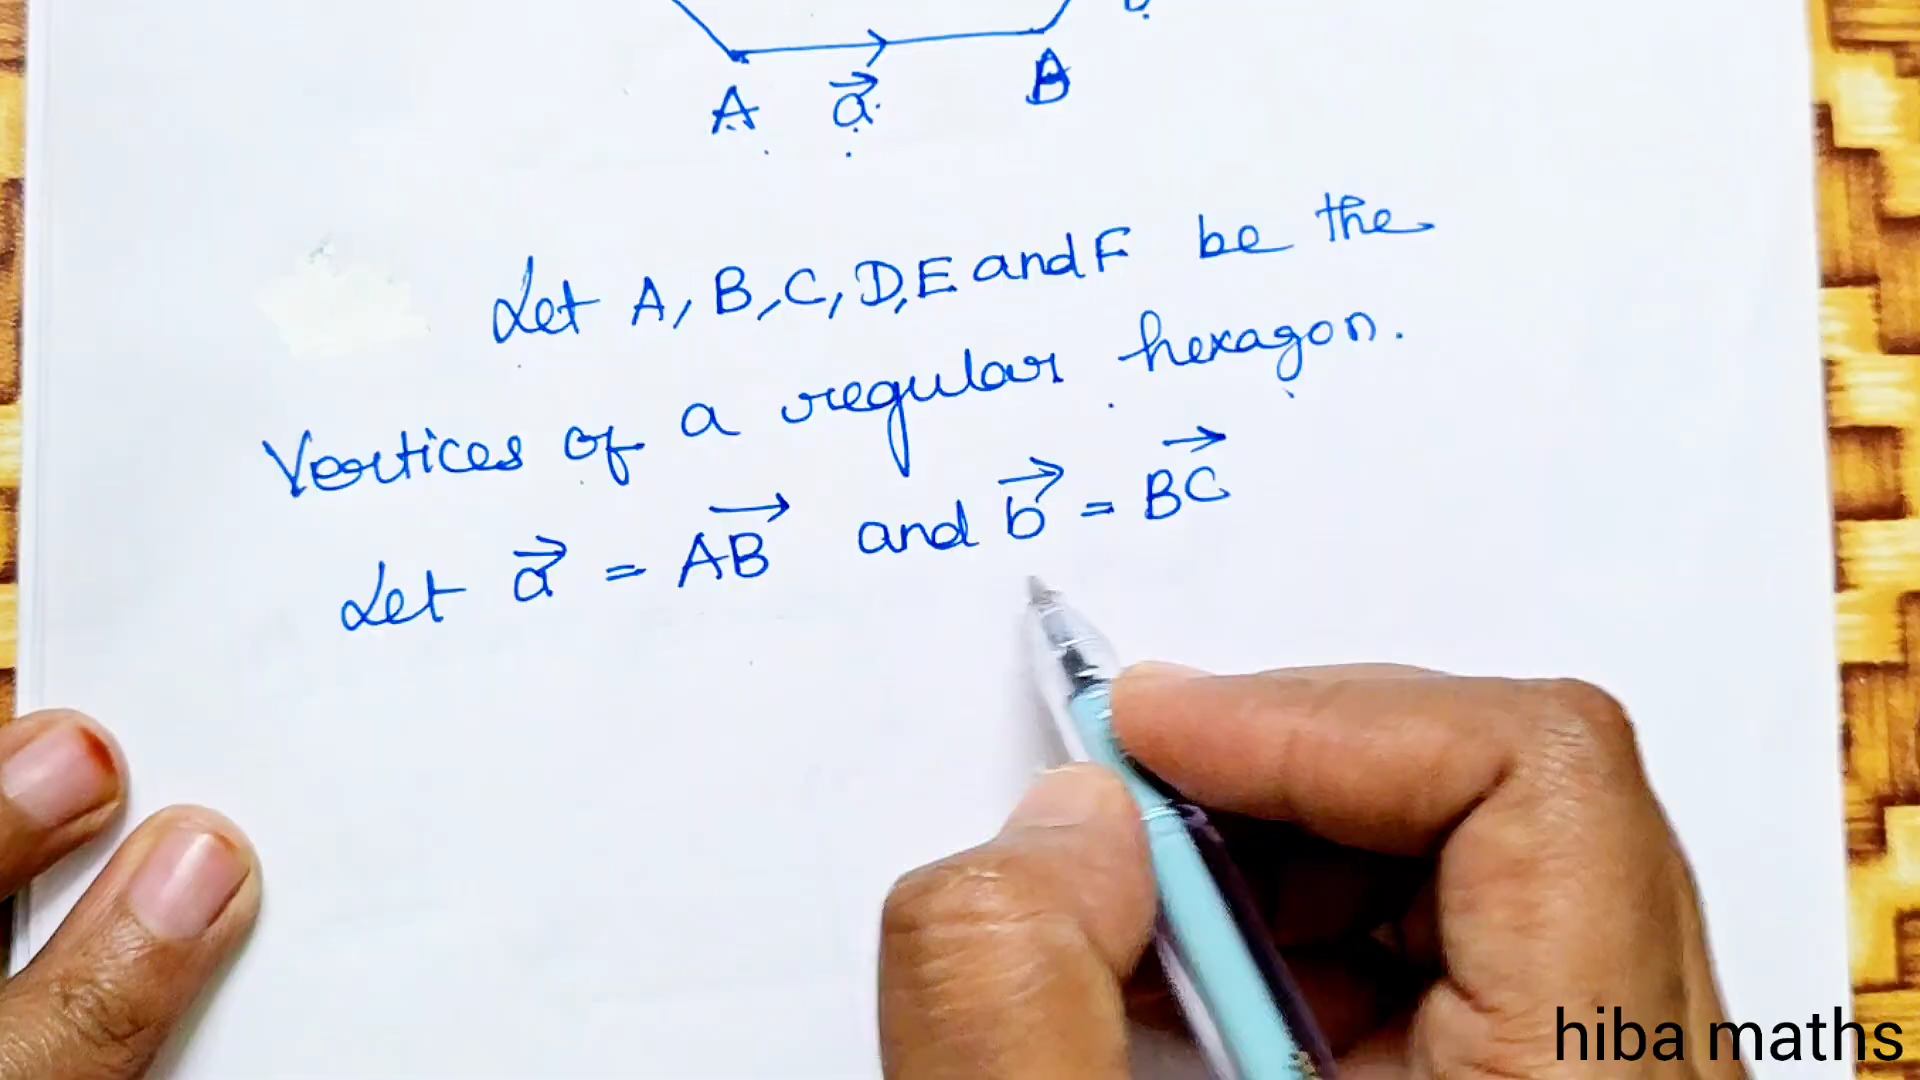 A a⃗ B
Let A, B, C, D, E and F be the
Vertices of a regular hexagon.
Let a⃗ = AB⃗ and b⃗ = BC⃗
hiba maths